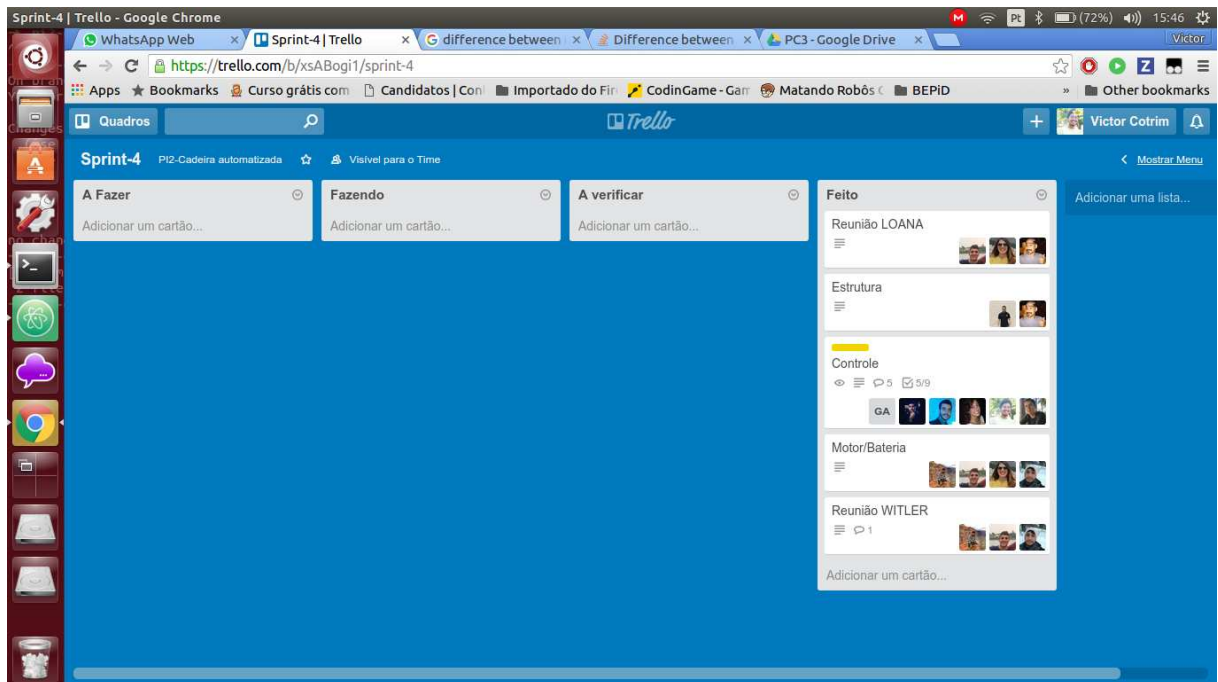 Sprint-4 | Trello - Google Chrome
M
Pt
(72%)
15:46
WhatsApp Web
Sprint-4 | Trello
difference between
Difference between
PC3 - Google Drive
Victor
https://trello.com/b/xsABogi1/sprint-4
Apps
Bookmarks
Curso grátis com
Candidatos | Con
Importado do Fir
CodinGame - Gam
Matando Robôs (
BEPiD
»
Other bookmarks
Quadros
Trello
+
Victor Cotrim
Sprint-4
PI2-Cadeira automatizada
Visível para o Time
Mostrar Menu
A Fazer
Adicionar um cartão...
Fazendo
Adicionar um cartão...
A verificar
Adicionar um cartão...
Feito
Reunião LOANA
Estrutura
Controle
5
5/9
GA
Motor/Bateria
Reunião WITLER
1
Adicionar um cartão...
Adicionar uma lista...